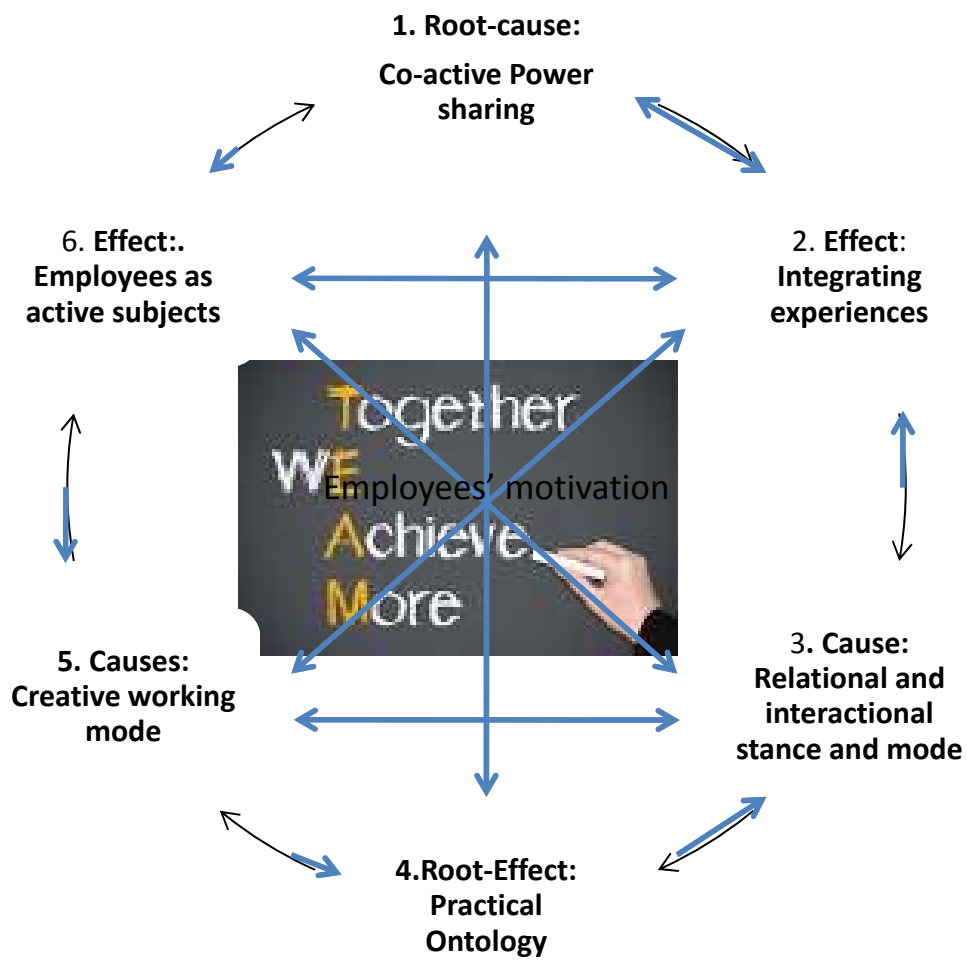 1. Root-cause:
Co-active Power
sharing
6. Effect:.
Employees as
active subjects
2. Effect:
Integrating
experiences
Together
WE
Employees' motivation
Achieve
More
5. Causes:
Creative working
mode
3. Cause:
Relational and
interactional
stance and mode
4.Root-Effect:
Practical
Ontology